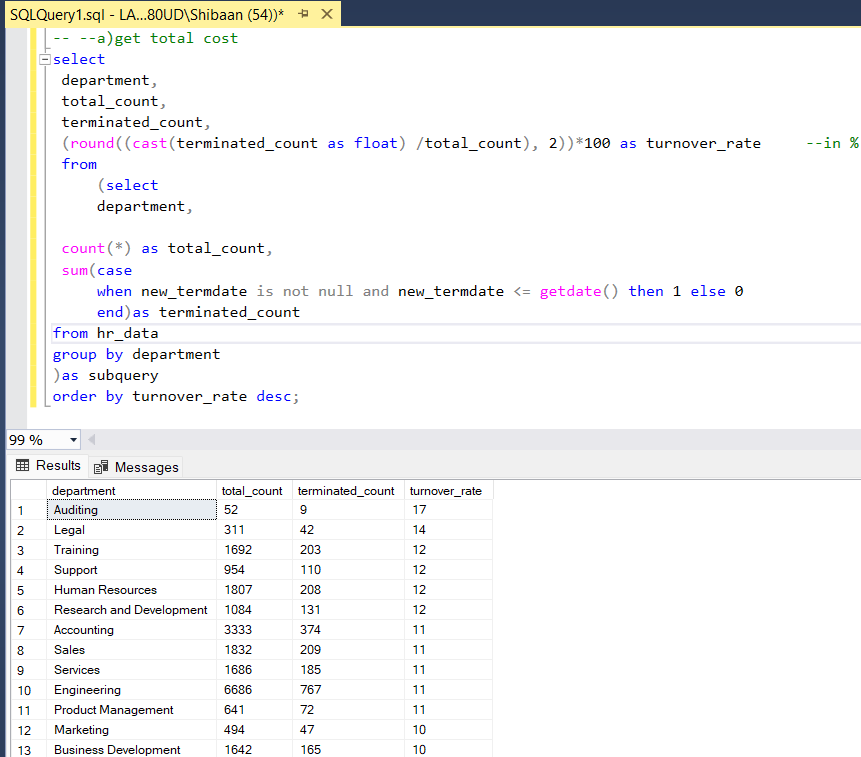 SQLQuery1.sql - LA...80UD\Shibaan (54))*
-- --a)get total cost
select
department,
total_count,
terminated_count,
(round((cast(terminated_count as float) /total_count), 2))*100 as turnover_rate --in %
from
(select
department,
count(*) as total_count,
sum(case
when new_termdate is not null and new_termdate <= getdate() then 1 else 0
end)as terminated_count
from hr_data
group by department
)as subquery
order by turnover_rate desc;
99 %
Results Messages
department total_count terminated_count turnover_rate
1 Auditing 52 9 17
2 Legal 311 42 14
3 Training 1692 203 12
4 Support 954 110 12
5 Human Resources 1807 208 12
6 Research and Development 1084 131 12
7 Accounting 3333 374 11
8 Sales 1832 209 11
9 Services 1686 185 11
10 Engineering 6686 767 11
11 Product Management 641 72 11
12 Marketing 494 47 10
13 Business Development 1642 165 10